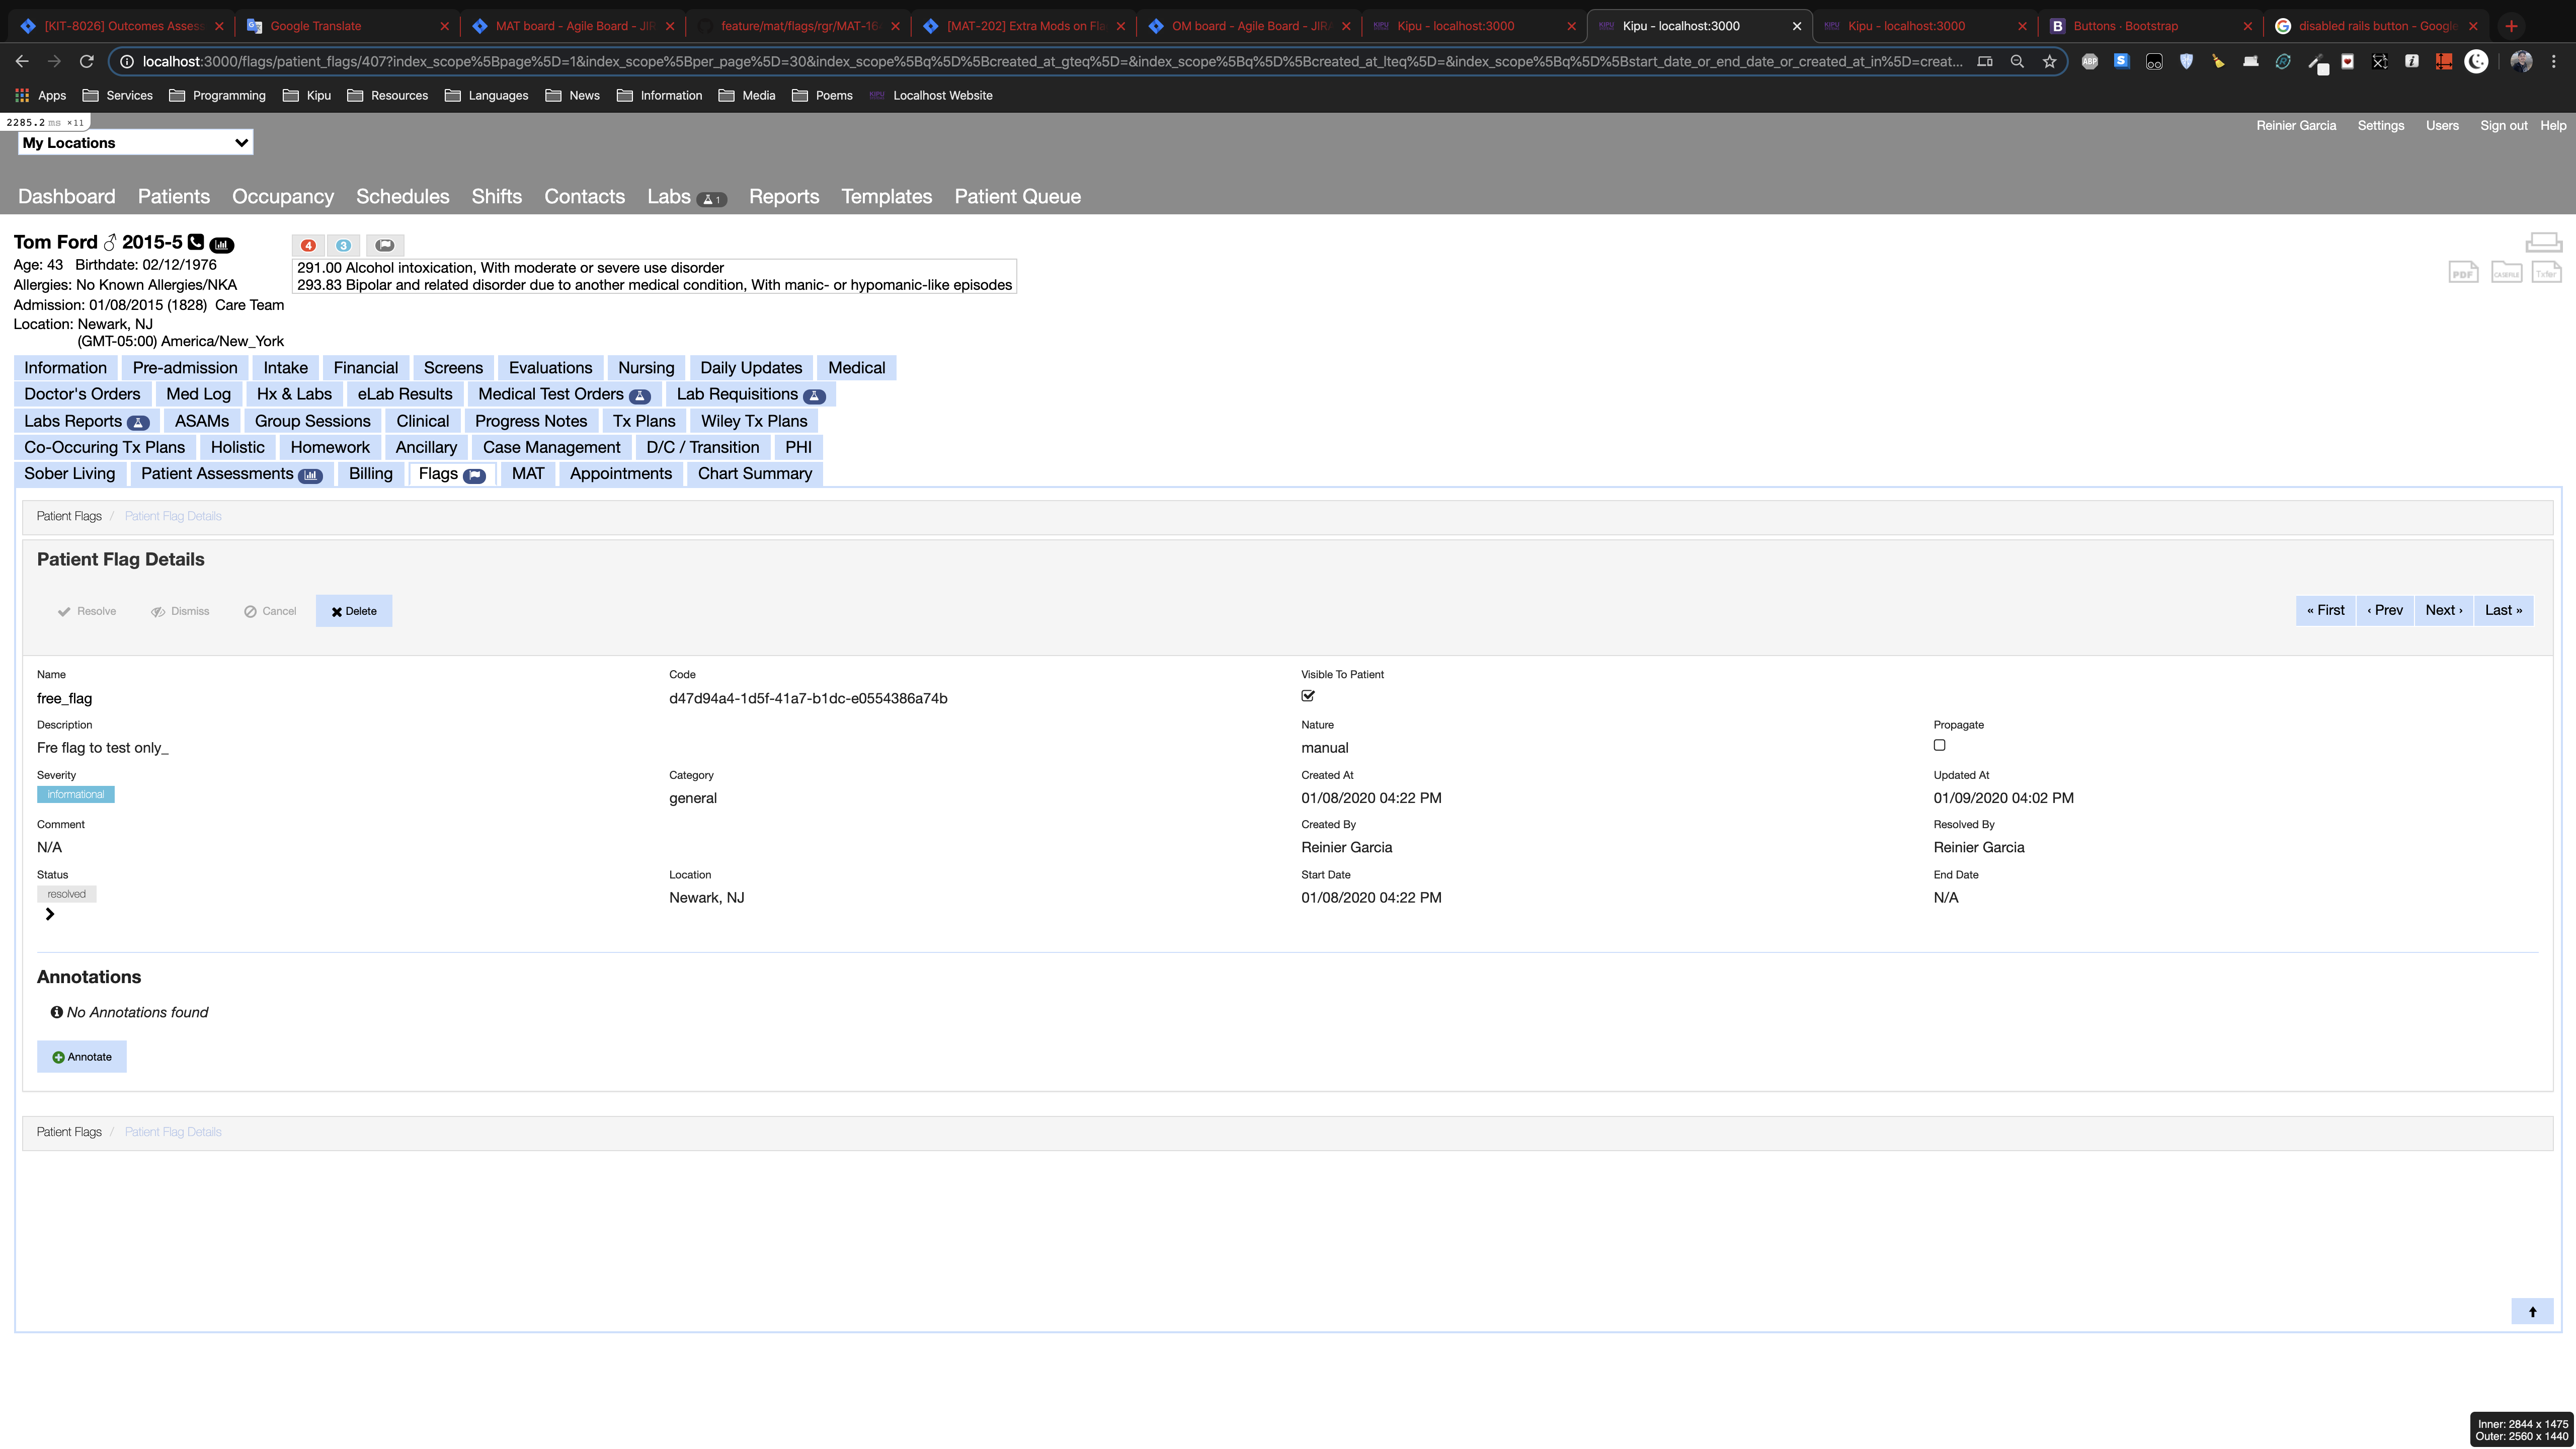 [KIT-8026] Outcomes Assess
Google Translate
MAT board - Agile Board - JIR
feature/mat/flags/rgr/MAT-16
[MAT-202] Extra Mods on Fla
OM board - Agile Board - JIRA
Kipu - localhost:3000
Kipu - localhost:3000
Kipu - localhost:3000
Buttons · Bootstrap
disabled rails button - Google
localhost:3000/flags/patient_flags/407?index_scope%5Bpage%5D=1&index_scope%5Bper_page%5D=30&index_scope%5Bq%5D%5Bcreated_at_gteq%5D=&index_scope%5Bq%5D%5Bcreated_at_lteq%5D=&index_scope%5Bq%5D%5Bstart_date_or_end_date_or_created_at_in%5D=creat...
Apps Services Programming Kipu Resources Languages News Information Media Poems Localhost Website
2285.2 ms ×11
My Locations
Reinier Garcia Settings Users Sign out Help
Dashboard Patients Occupancy Schedules Shifts Contacts Labs 1 Reports Templates Patient Queue
Tom Ford ♂ 2015-5
4 3
Age: 43 Birthdate: 02/12/1976
291.00 Alcohol intoxication, With moderate or severe use disorder
Allergies: No Known Allergies/NKA
293.83 Bipolar and related disorder due to another medical condition, With manic- or hypomanic-like episodes
PDF CASEFILE Txfer
Admission: 01/08/2015 (1828) Care Team
Location: Newark, NJ
(GMT-05:00) America/New_York
Information Pre-admission Intake Financial Screens Evaluations Nursing Daily Updates Medical
Doctor's Orders Med Log Hx & Labs eLab Results Medical Test Orders Lab Requisitions
Labs Reports ASAMs Group Sessions Clinical Progress Notes Tx Plans Wiley Tx Plans
Co-Occuring Tx Plans Holistic Homework Ancillary Case Management D/C / Transition PHI
Sober Living Patient Assessments Billing Flags MAT Appointments Chart Summary
Patient Flags / Patient Flag Details
Patient Flag Details
Resolve Dismiss Cancel Delete
« First ‹ Prev Next › Last »
Name Code Visible To Patient
free_flag d47d94a4-1d5f-41a7-b1dc-e0554386a74b
Description Nature Propagate
Fre flag to test only_ manual
Severity Category Created At Updated At
informational general 01/08/2020 04:22 PM 01/09/2020 04:02 PM
Comment Created By Resolved By
N/A Reinier Garcia Reinier Garcia
Status Location Start Date End Date
resolved Newark, NJ 01/08/2020 04:22 PM N/A
Annotations
No Annotations found
Annotate
Patient Flags / Patient Flag Details
Inner: 2844 x 1475
Outer: 2560 x 1440